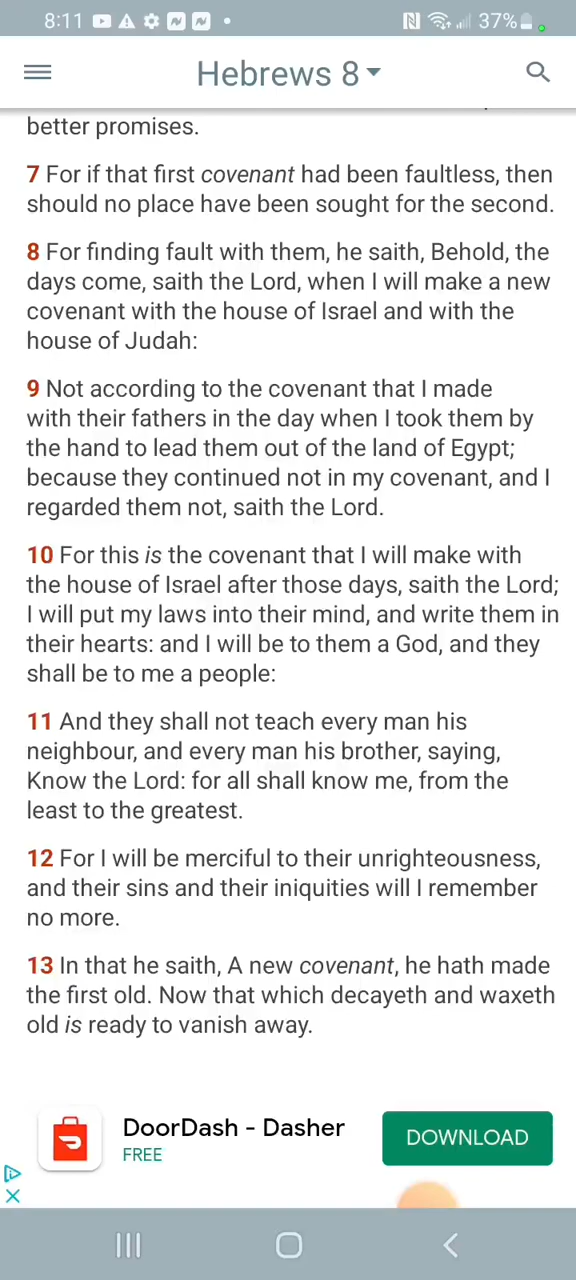 8:11
37%
Hebrews 8
better promises.
7 For if that first covenant had been faultless, then
should no place have been sought for the second.
8 For finding fault with them, he saith, Behold, the
days come, saith the Lord, when I will make a new
covenant with the house of Israel and with the
house of Judah:
9 Not according to the covenant that I made
with their fathers in the day when I took them by
the hand to lead them out of the land of Egypt;
because they continued not in my covenant, and I
regarded them not, saith the Lord.
10 For this is the covenant that I will make with
the house of Israel after those days, saith the Lord;
I will put my laws into their mind, and write them in
their hearts: and I will be to them a God, and they
shall be to me a people:
11 And they shall not teach every man his
neighbour, and every man his brother, saying,
Know the Lord: for all shall know me, from the
least to the greatest.
12 For I will be merciful to their unrighteousness,
and their sins and their iniquities will I remember
no more.
13 In that he saith, A new covenant, he hath made
the first old. Now that which decayeth and waxeth
old is ready to vanish away.
DoorDash - Dasher
FREE
DOWNLOAD